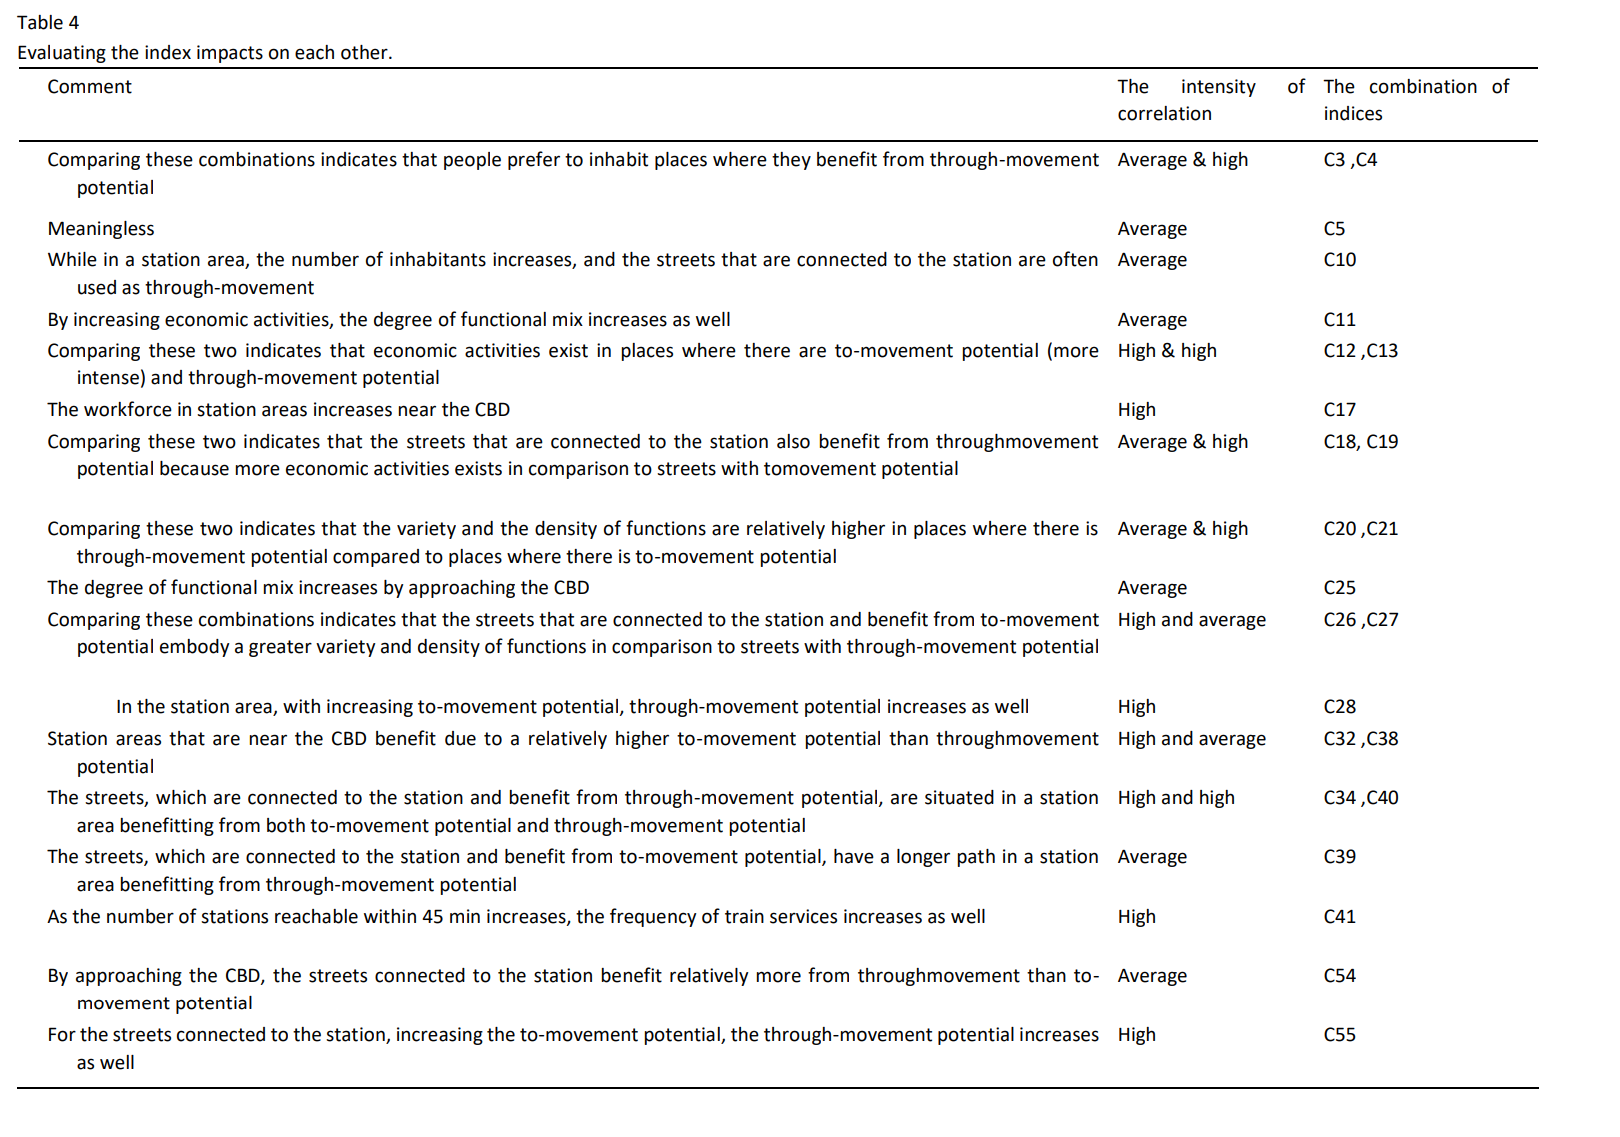 Table 4
Evaluating the index impacts on each other.
Comment The intensity of The combination of
correlation indices
Comparing these combinations indicates that people prefer to inhabit places where they benefit from through-movement Average & high C3 ,C4
potential
Meaningless Average C5
While in a station area, the number of inhabitants increases, and the streets that are connected to the station are often Average C10
used as through-movement
By increasing economic activities, the degree of functional mix increases as well Average C11
Comparing these two indicates that economic activities exist in places where there are to-movement potential (more High & high C12 ,C13
intense) and through-movement potential
The workforce in station areas increases near the CBD High C17
Comparing these two indicates that the streets that are connected to the station also benefit from throughmovement Average & high C18, C19
potential because more economic activities exists in comparison to streets with tomovement potential
Comparing these two indicates that the variety and the density of functions are relatively higher in places where there is Average & high C20 ,C21
through-movement potential compared to places where there is to-movement potential
The degree of functional mix increases by approaching the CBD Average C25
Comparing these combinations indicates that the streets that are connected to the station and benefit from to-movement High and average C26 ,C27
potential embody a greater variety and density of functions in comparison to streets with through-movement potential
In the station area, with increasing to-movement potential, through-movement potential increases as well High C28
Station areas that are near the CBD benefit due to a relatively higher to-movement potential than throughmovement High and average C32 ,C38
potential
The streets, which are connected to the station and benefit from through-movement potential, are situated in a station High and high C34 ,C40
area benefitting from both to-movement potential and through-movement potential
The streets, which are connected to the station and benefit from to-movement potential, have a longer path in a station Average C39
area benefitting from through-movement potential
As the number of stations reachable within 45 min increases, the frequency of train services increases as well High C41
By approaching the CBD, the streets connected to the station benefit relatively more from throughmovement than to- Average C54
movement potential
For the streets connected to the station, increasing the to-movement potential, the through-movement potential increases High C55
as well